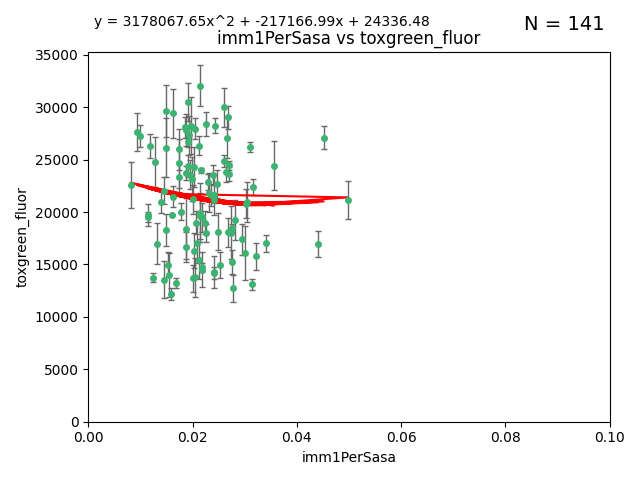 y = 3178067.65x^2 + -217166.99x + 24336.48
N = 141
imm1PerSasa vs toxgreen_fluor
35000
30000
25000
20000
15000
10000
5000
0
toxgreen_fluor
0.00 0.02 0.04 0.06 0.08 0.10
imm1PerSasa